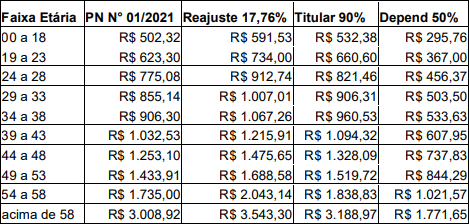 Faixa Etária PN N° 01/2021 Reajuste 17,76% Titular 90% Depend 50%
00 a 18 R$ 502,32 R$ 591,53 R$ 532,38 R$ 295,76
19 a 23 R$ 623,30 R$ 734,00 R$ 660,60 R$ 367,00
24 a 28 R$ 775,08 R$ 912,74 R$ 821,46 R$ 456,37
29 a 33 R$ 855,14 R$ 1.007,01 R$ 906,31 R$ 503,50
34 a 38 R$ 906,30 R$ 1.067,26 R$ 960,53 R$ 533,63
39 a 43 R$ 1.032,53 R$ 1.215,91 R$ 1.094,32 R$ 607,95
44 a 48 R$ 1.253,10 R$ 1.475,65 R$ 1.328,09 R$ 737,83
49 a 53 R$ 1.433,91 R$ 1.688,58 R$ 1.519,72 R$ 844,29
54 a 58 R$ 1.735,00 R$ 2.043,14 R$ 1.838,83 R$ 1.021,57
acima de 58 R$ 3.008,92 R$ 3.543,30 R$ 3.188,97 R$ 1.771,65